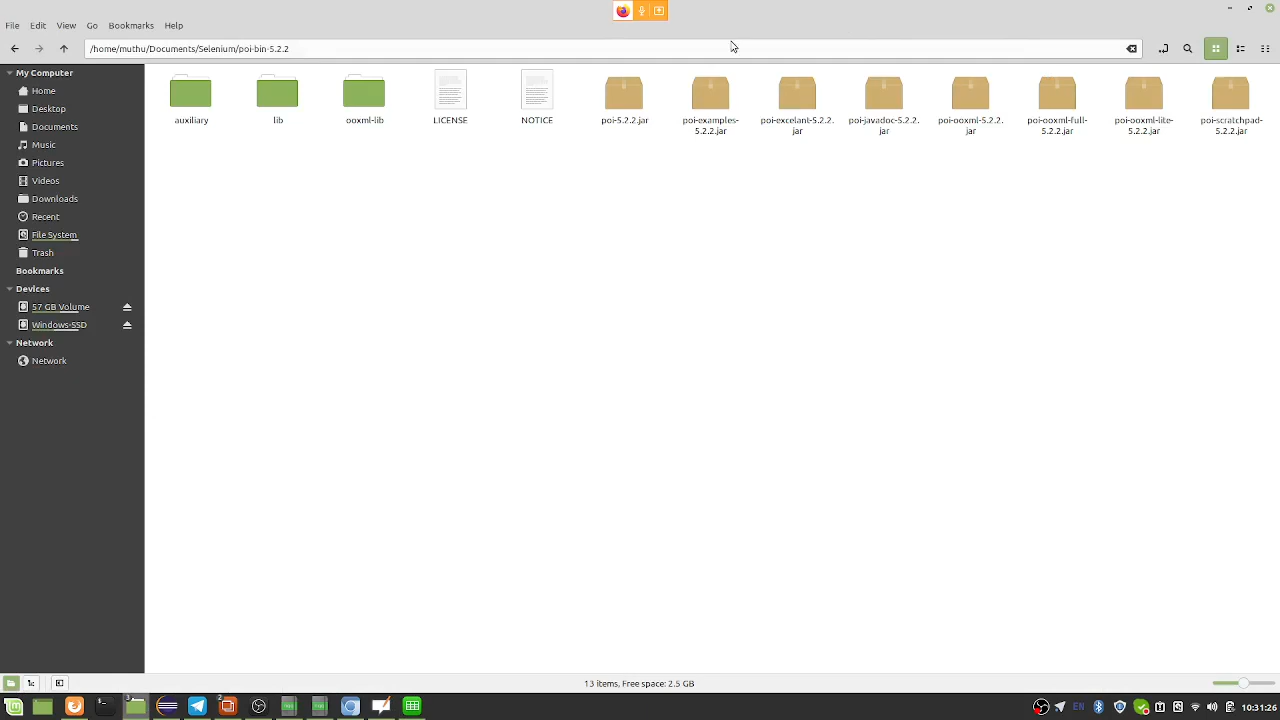 File Edit View Go Bookmarks Help
/home/muthu/Documents/Selenium/poi-bin-5.2.2
My Computer
Home
Desktop
Documents
Music
Pictures
Videos
Downloads
Recent
File System
Trash
Bookmarks
Devices
57 GB Volume
Windows-SSD
Network
Network
auxiliary
lib
ooxml-lib
LICENSE
NOTICE
poi-5.2.2.jar
poi-examples-
5.2.2.jar
poi-excelant-5.2.2.
jar
poi-javadoc-5.2.2.
jar
poi-ooxml-5.2.2.
jar
poi-ooxml-full-
5.2.2.jar
poi-ooxml-lite-
5.2.2.jar
poi-scratchpad-
5.2.2.jar
13 items, Free space: 2.5 GB
3
2
EN
10:31:26